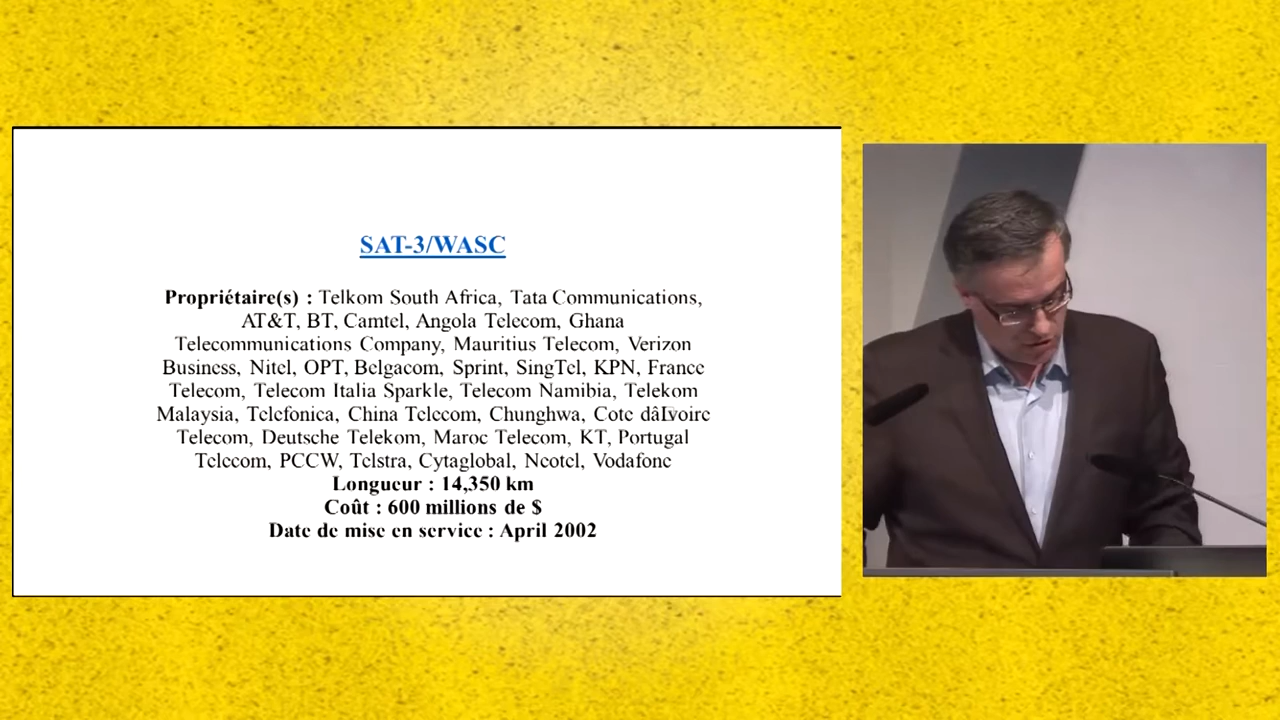 SAT-3/WASC
Propriétaire(s) : Telkom South Africa, Tata Communications,
AT&T, BT, Camtel, Angola Telecom, Ghana
Telecommunications Company, Mauritius Telecom, Verizon
Business, Nitel, OPT, Belgacom, Sprint, SingTel, KPN, France
Telecom, Telecom Italia Sparkle, Telecom Namibia, Telekom
Malaysia, Telefonica, China Telecom, Chunghwa, Cote dâIvoire
Telecom, Deutsche Telekom, Maroc Telecom, KT, Portugal
Telecom, PCCW, Telstra, Cytaglobal, Neotel, Vodafone
Longueur : 14,350 km
Coût : 600 millions de $
Date de mise en service : April 2002